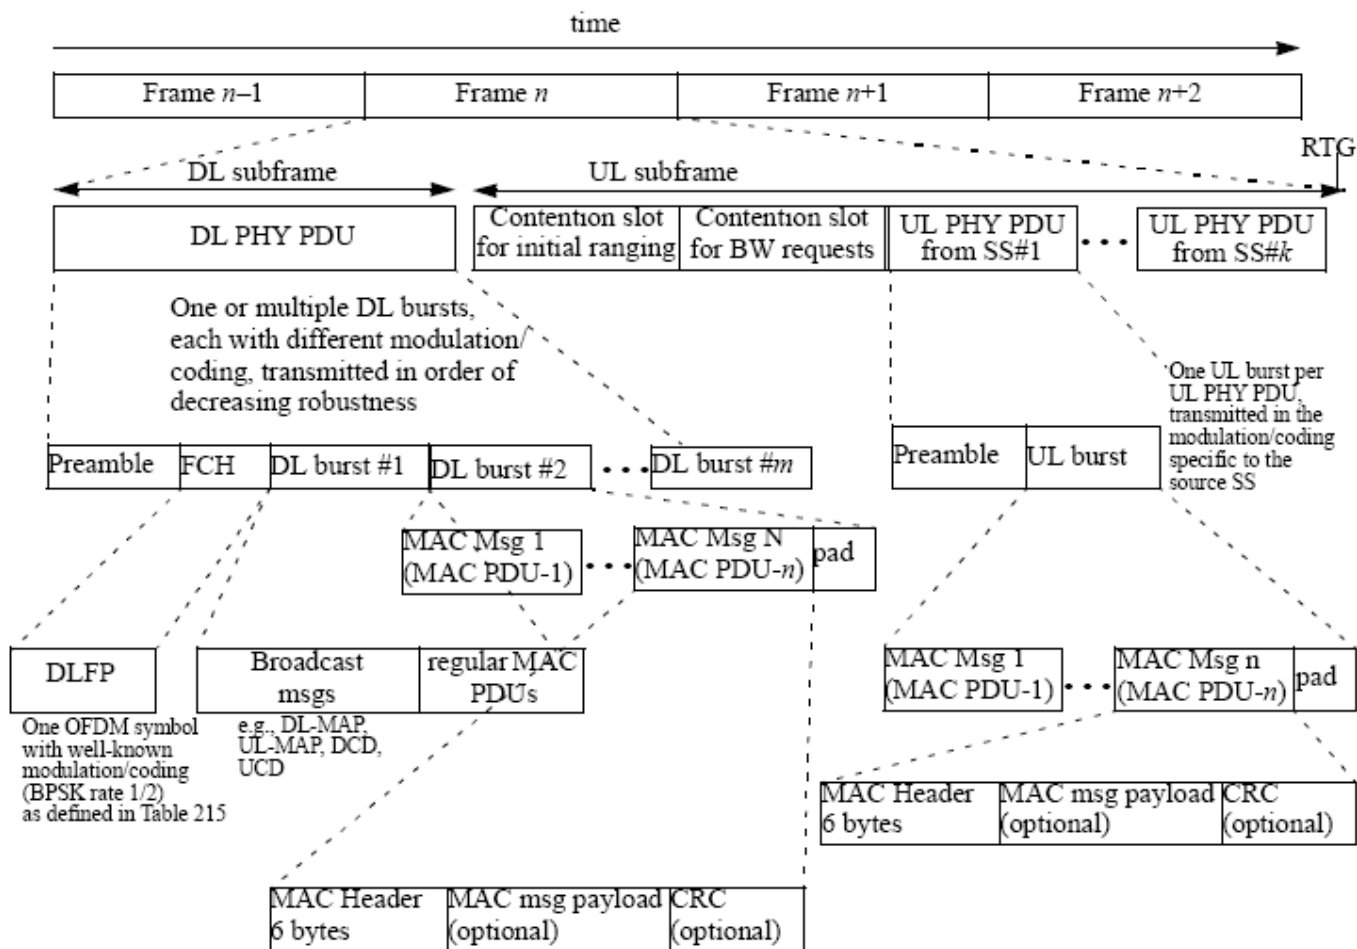 time
Frame n–1
Frame n
Frame n+1
Frame n+2
RTG
DL subframe
UL subframe
DL PHY PDU
Contention slot
for initial ranging
Contention slot
for BW requests
UL PHY PDU
from SS#1
UL PHY PDU
from SS#k
One or multiple DL bursts,
each with different modulation/
coding, transmitted in order of
decreasing robustness
One UL burst per
UL PHY PDU,
transmitted in the
modulation/coding
specific to the
source SS
Preamble
FCH
DL burst #1
DL burst #2
DL burst #m
Preamble
UL burst
MAC Msg 1
(MAC PDU-1)
MAC Msg N
(MAC PDU-n)
pad
DLFP
Broadcast
msgs
regular MAC
PDUs
MAC Msg 1
(MAC PDU-1)
MAC Msg n
(MAC PDU-n)
pad
One OFDM symbol
with well-known
modulation/coding
(BPSK rate 1/2)
as defined in Table 215
e.g., DL-MAP,
UL-MAP, DCD,
UCD
MAC Header
6 bytes
MAC msg payload
(optional)
CRC
(optional)
MAC Header
6 bytes
MAC msg payload
(optional)
CRC
(optional)